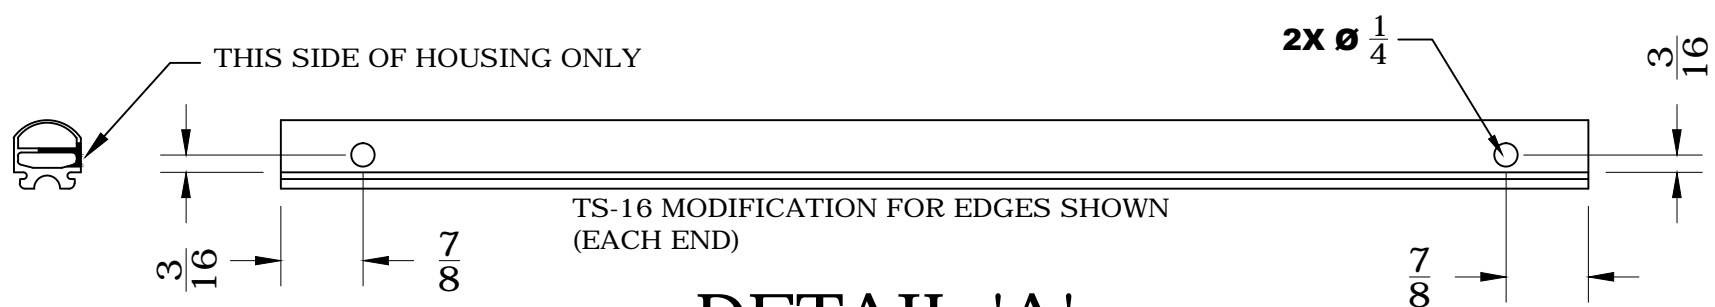 THIS SIDE OF HOUSING ONLY
2X Ø 1/4
3/16
TS-16 MODIFICATION FOR EDGES SHOWN
(EACH END)
3/16
7/8
7/8
DETAIL 'A'